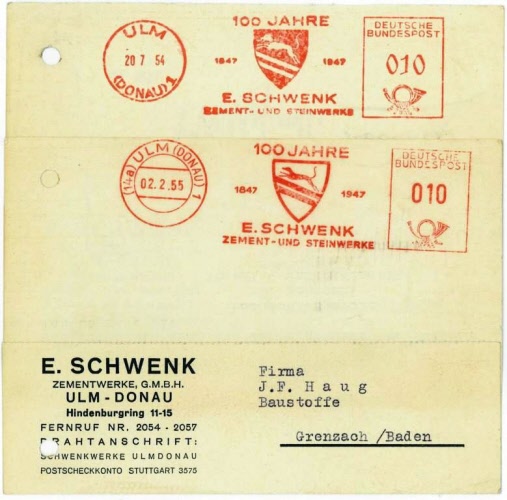 ULM
20 7 54
(DONAU) 1
100 JAHRE
1847 1947
E. SCHWENK
ZEMENT- UND STEINWERKE
DEUTSCHE
BUNDESPOST
010
(14a) ULM (DONAU) 1
02.2.55
100 JAHRE
1847 1947
E. SCHWENK
ZEMENT-UND STEINWERKE
DEUTSCHE
BUNDESPOST
010
E. SCHWENK
ZEMENTWERKE, G.M.B.H.
ULM - DONAU
Hindenburgring 11-15
FERNRUF NR. 2054 - 2057
DRAHTANSCHRIFT:
SCHWENKWERKE ULMDONAU
POSTSCHECKKONTO STUTTGART 3575
Firma
J.F. Haug
Baustoffe
Grenzach /Baden